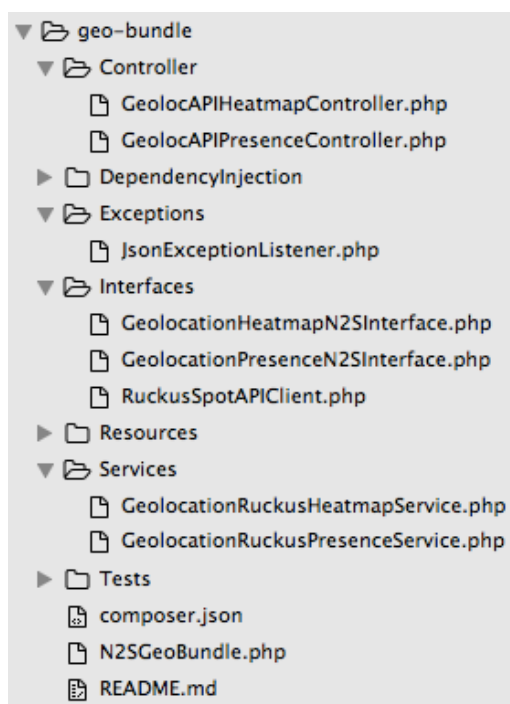 geo-bundle
Controller
GeolocAPIHeatmapController.php
GeolocAPIPresenceController.php
DependencyInjection
Exceptions
JsonExceptionListener.php
Interfaces
GeolocationHeatmapN2SInterface.php
GeolocationPresenceN2SInterface.php
RuckusSpotAPIClient.php
Resources
Services
GeolocationRuckusHeatmapService.php
GeolocationRuckusPresenceService.php
Tests
composer.json
N2SGeoBundle.php
README.md